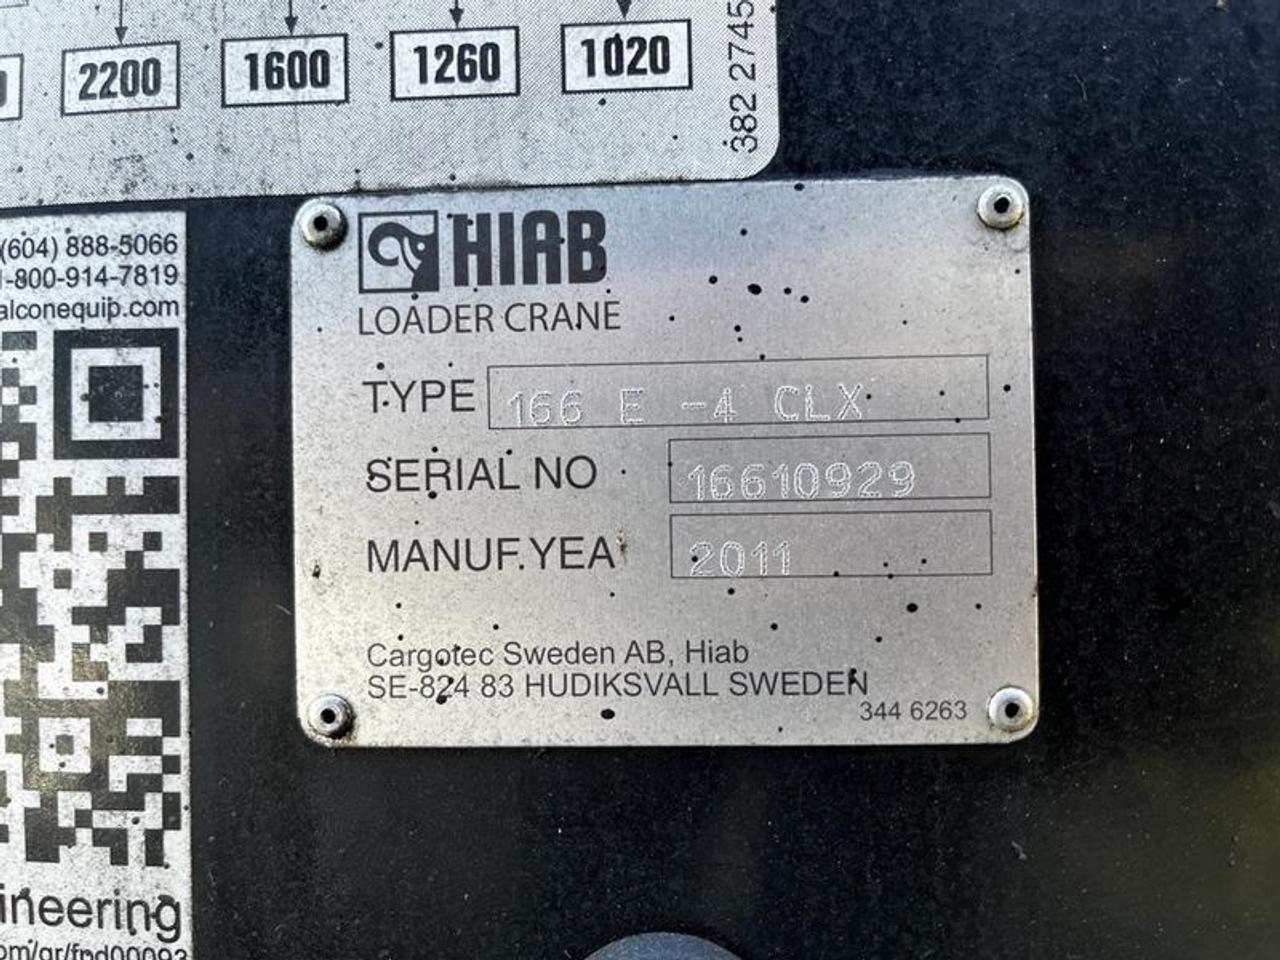 2200 1600 1260 1020
382 2745
(604) 888-5066
1-800-914-7819
alconequip.com
HIAB
LOADER CRANE
TYPE 166 E -4 CLX
SERIAL NO 16610929
MANUF.YEA 2011
Cargotec Sweden AB, Hiab
SE-824 83 HUDIKSVALL SWEDEN
344 6263
ineering